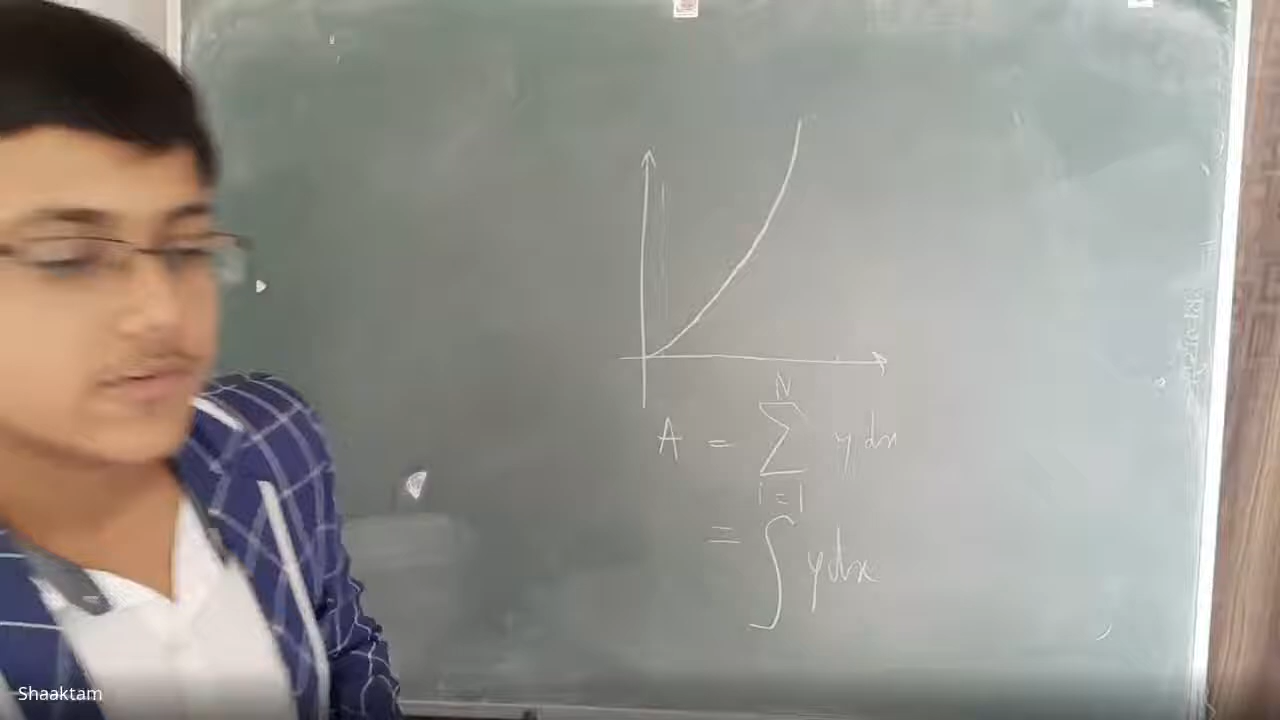 N
A = ∑ y dx
i = 1
= ∫ y dx
Shaaktam